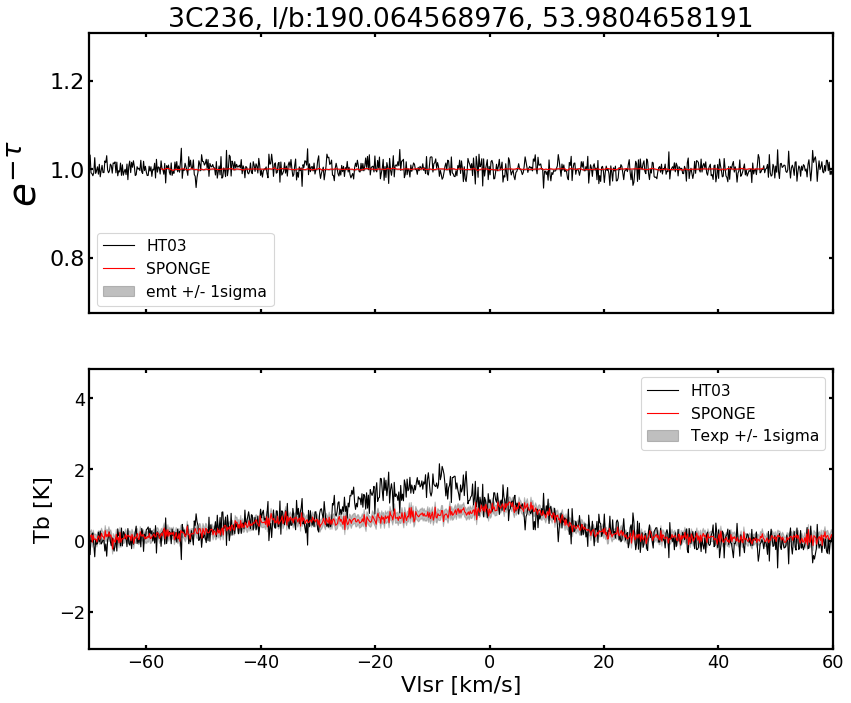 3C236, l/b:190.064568976, 53.9804658191
1.2
1.0
0.8
e^{−τ}
HT03
SPONGE
emt +/- 1sigma
4
2
0
−2
Tb [K]
HT03
SPONGE
Texp +/- 1sigma
−60 −40 −20 0 20 40 60
Vlsr [km/s]